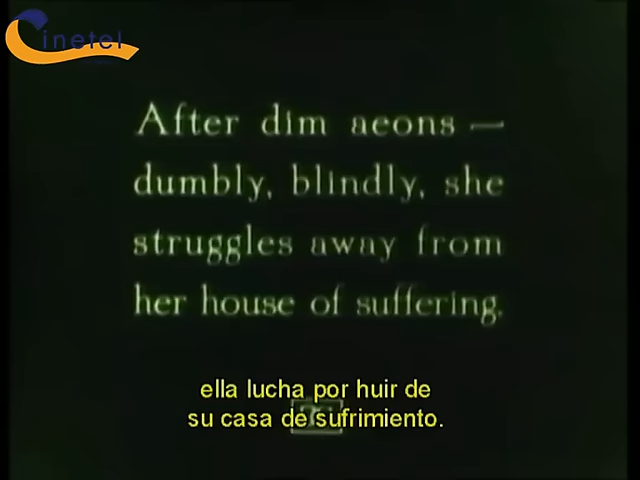 Cinetel
After dim aeons —
dumbly, blindly, she
struggles away from
her house of suffering.
ella lucha por huir de
su casa de sufrimiento.